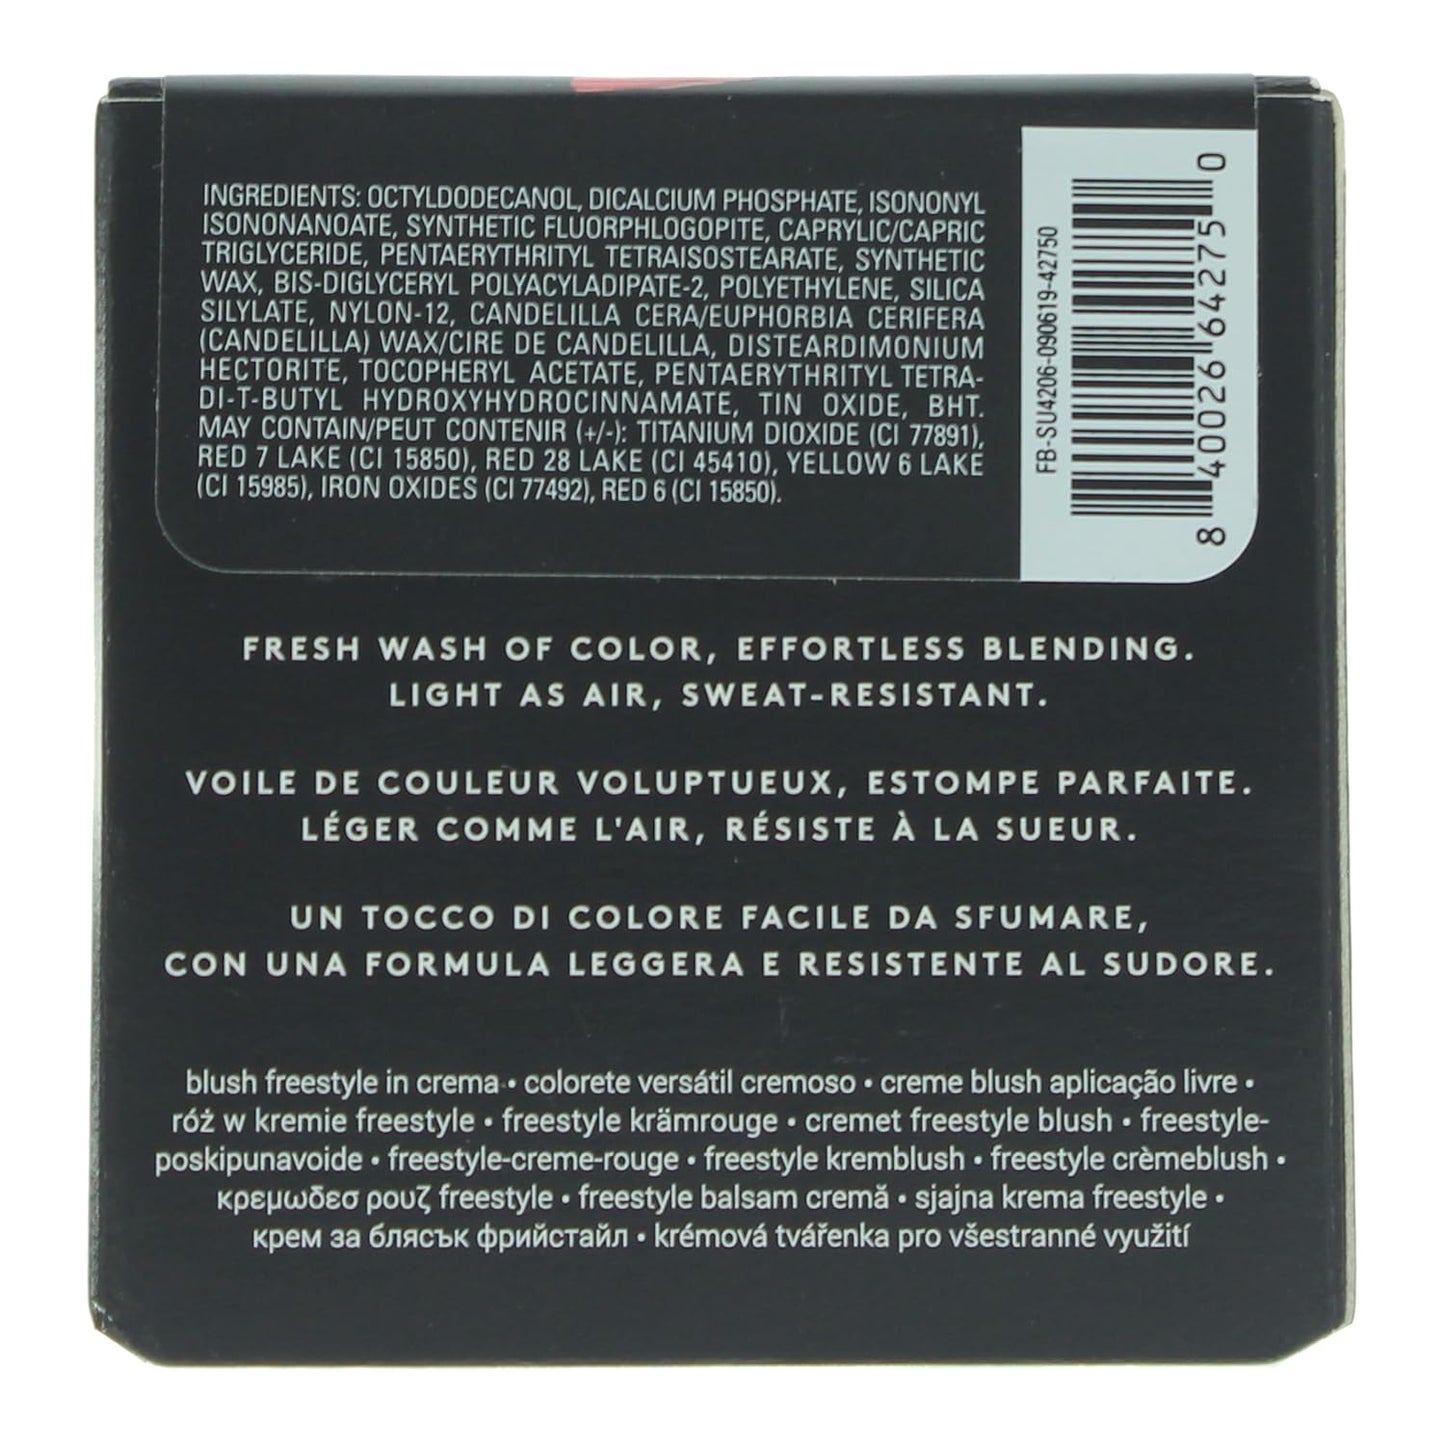 INGREDIENTS: OCTYLDODECANOL, DICALCIUM PHOSPHATE, ISONONYL
ISONONANOATE, SYNTHETIC FLUORPHLOGOPITE, CAPRYLIC/CAPRIC
TRIGLYCERIDE, PENTAERYTHRITYL TETRAISOSTEARATE, SYNTHETIC
WAX, BIS-DIGLYCERYL POLYACYLADIPATE-2, POLYETHYLENE, SILICA
SILYLATE, NYLON-12, CANDELILLA CERA/EUPHORBIA CERIFERA
(CANDELILLA) WAX/CIRE DE CANDELILLA, DISTEARDIMONIUM
HECTORITE, TOCOPHERYL ACETATE, PENTAERYTHRITYL TETRA-
DI-T-BUTYL HYDROXYHYDROCINNAMATE, TIN OXIDE, BHT.
MAY CONTAIN/PEUT CONTENIR (+/-): TITANIUM DIOXIDE (CI 77891),
RED 7 LAKE (CI 15850), RED 28 LAKE (CI 45410), YELLOW 6 LAKE
(CI 15985), IRON OXIDES (CI 77492), RED 6 (CI 15850).
FB-SU4206-090619-42750
8 40026 64275 0
FRESH WASH OF COLOR, EFFORTLESS BLENDING.
LIGHT AS AIR, SWEAT-RESISTANT.
VOILE DE COULEUR VOLUPTUEUX, ESTOMPE PARFAITE.
LÉGER COMME L'AIR, RÉSISTE À LA SUEUR.
UN TOCCO DI COLORE FACILE DA SFUMARE,
CON UNA FORMULA LEGGERA E RESISTENTE AL SUDORE.
blush freestyle in crema • colorete versátil cremoso • creme blush aplicação livre •
róż w kremie freestyle • freestyle krämrouge • cremet freestyle blush • freestyle-
poskipunavoide • freestyle-creme-rouge • freestyle kremblush • freestyle crèmeblush •
κρεμωδεσ ρουζ freestyle • freestyle balsam cremă • sjajna krema freestyle •
крем за блясък фрийстайл • krémová tvářenka pro všestranné využití